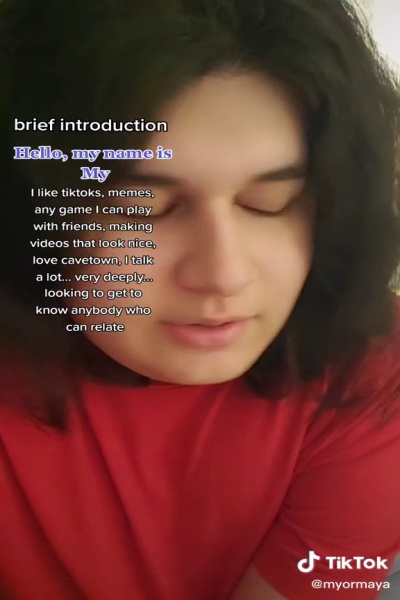 brief introduction
Hello, my name is
My
I like tiktoks, memes,
any game I can play
with friends, making
videos that look nice,
love cavetown, I talk
a lot... very deeply...
looking to get to
know anybody who
can relate
TikTok
@myormaya